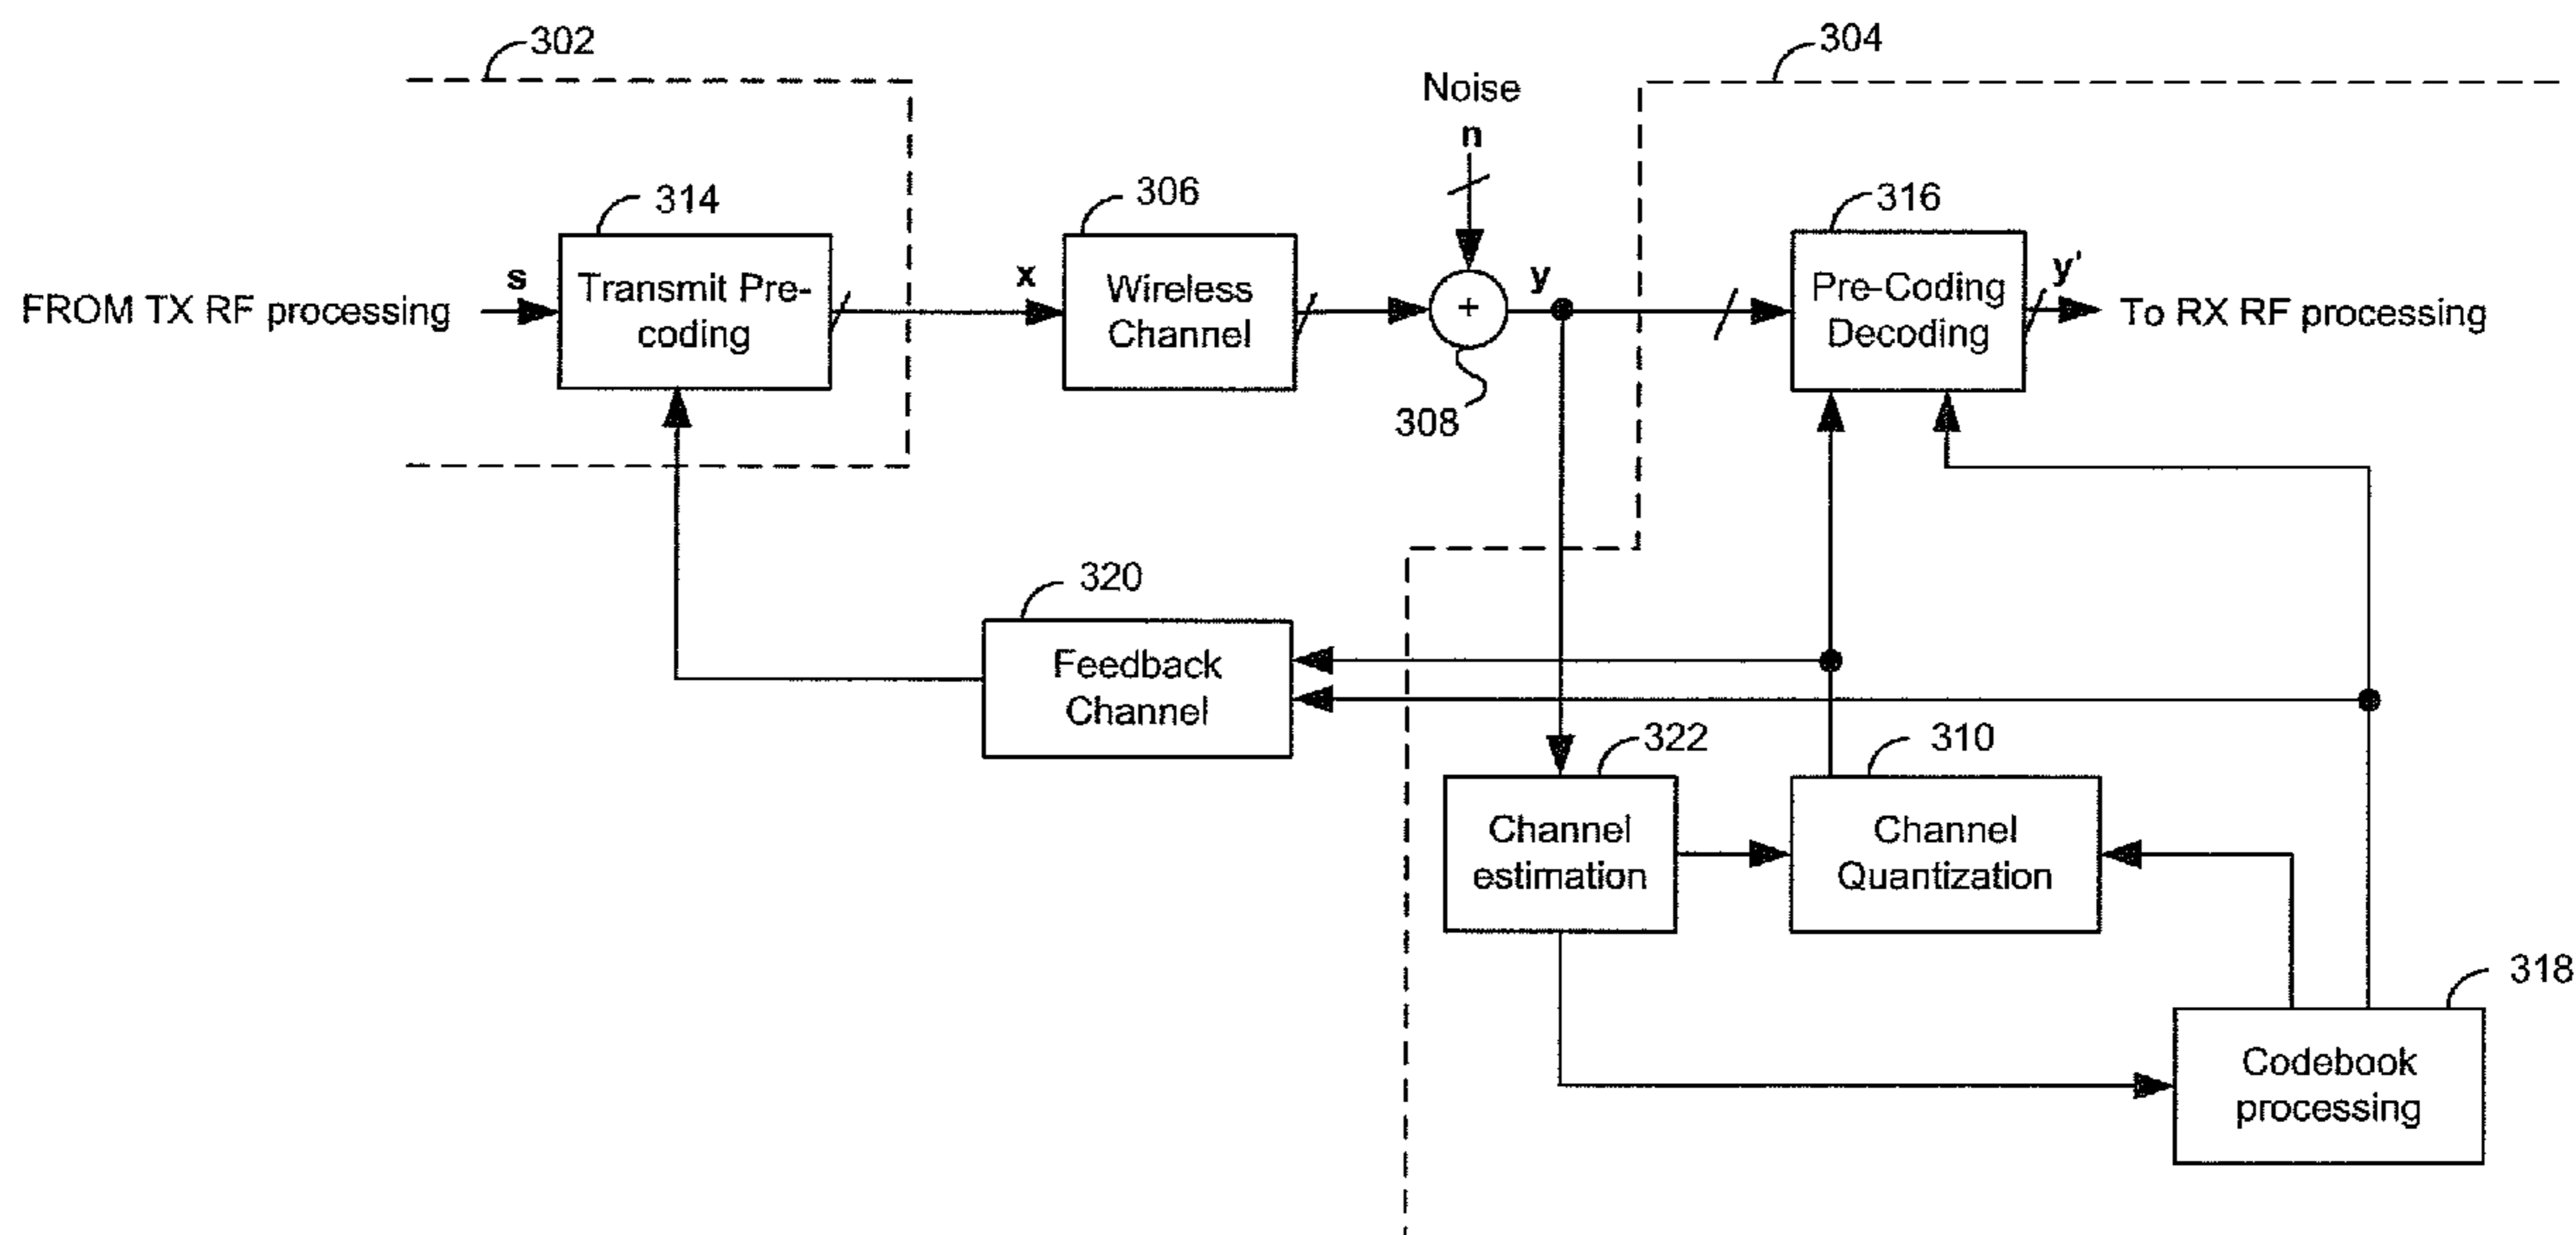 302
304
Noise
n
314
306
316
FROM TX RF processing
s
Transmit Pre-
coding
x
Wireless
Channel
+
y
Pre-Coding
Decoding
y'
To RX RF processing
308
320
Feedback
Channel
322
310
Channel
estimation
Channel
Quantization
318
Codebook
processing